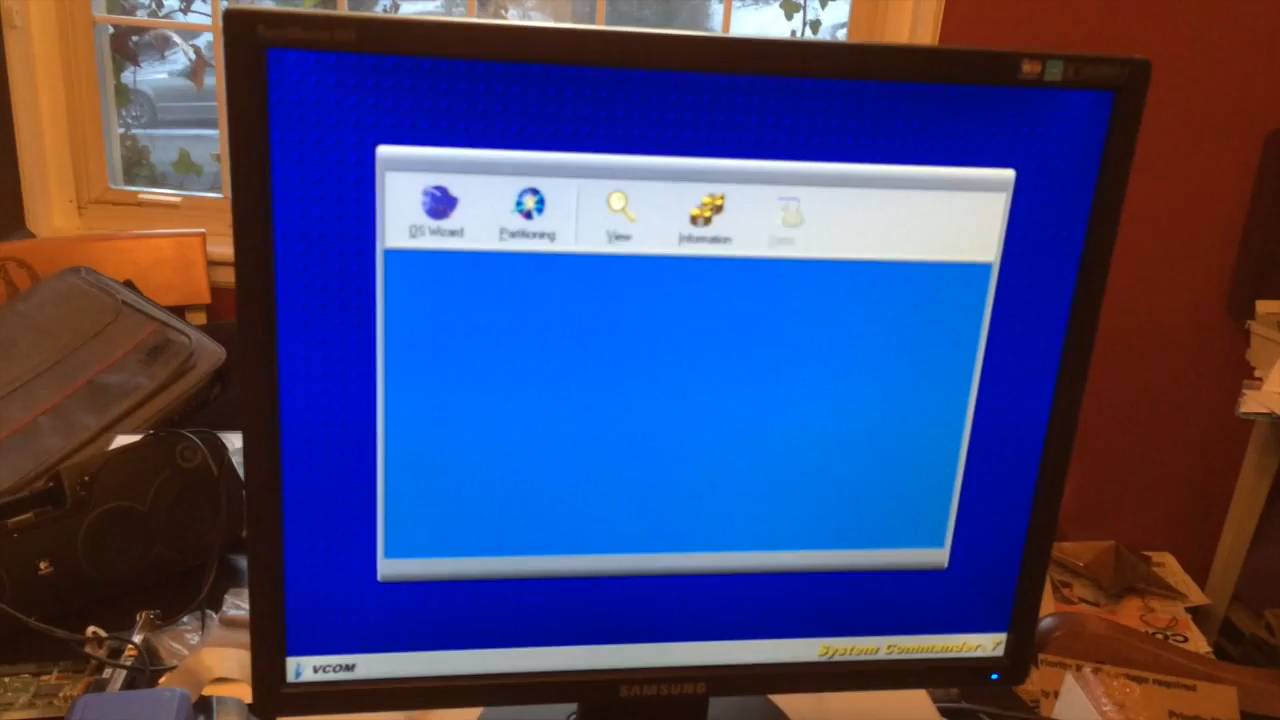 OS Wizard
Partitioning
View
Information
VCOM
System Commander 7
SAMSUNG